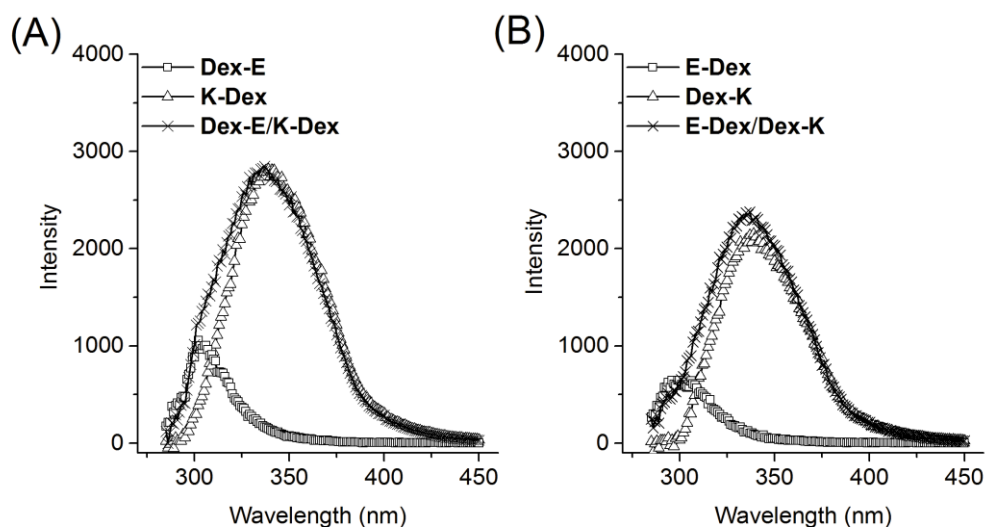 (A)
Dex-E
K-Dex
Dex-E/K-Dex
4000
3000
2000
1000
0
Intensity
300 350 400 450
Wavelength (nm)
(B)
E-Dex
Dex-K
E-Dex/Dex-K
4000
3000
2000
1000
0
Intensity
300 350 400 450
Wavelength (nm)